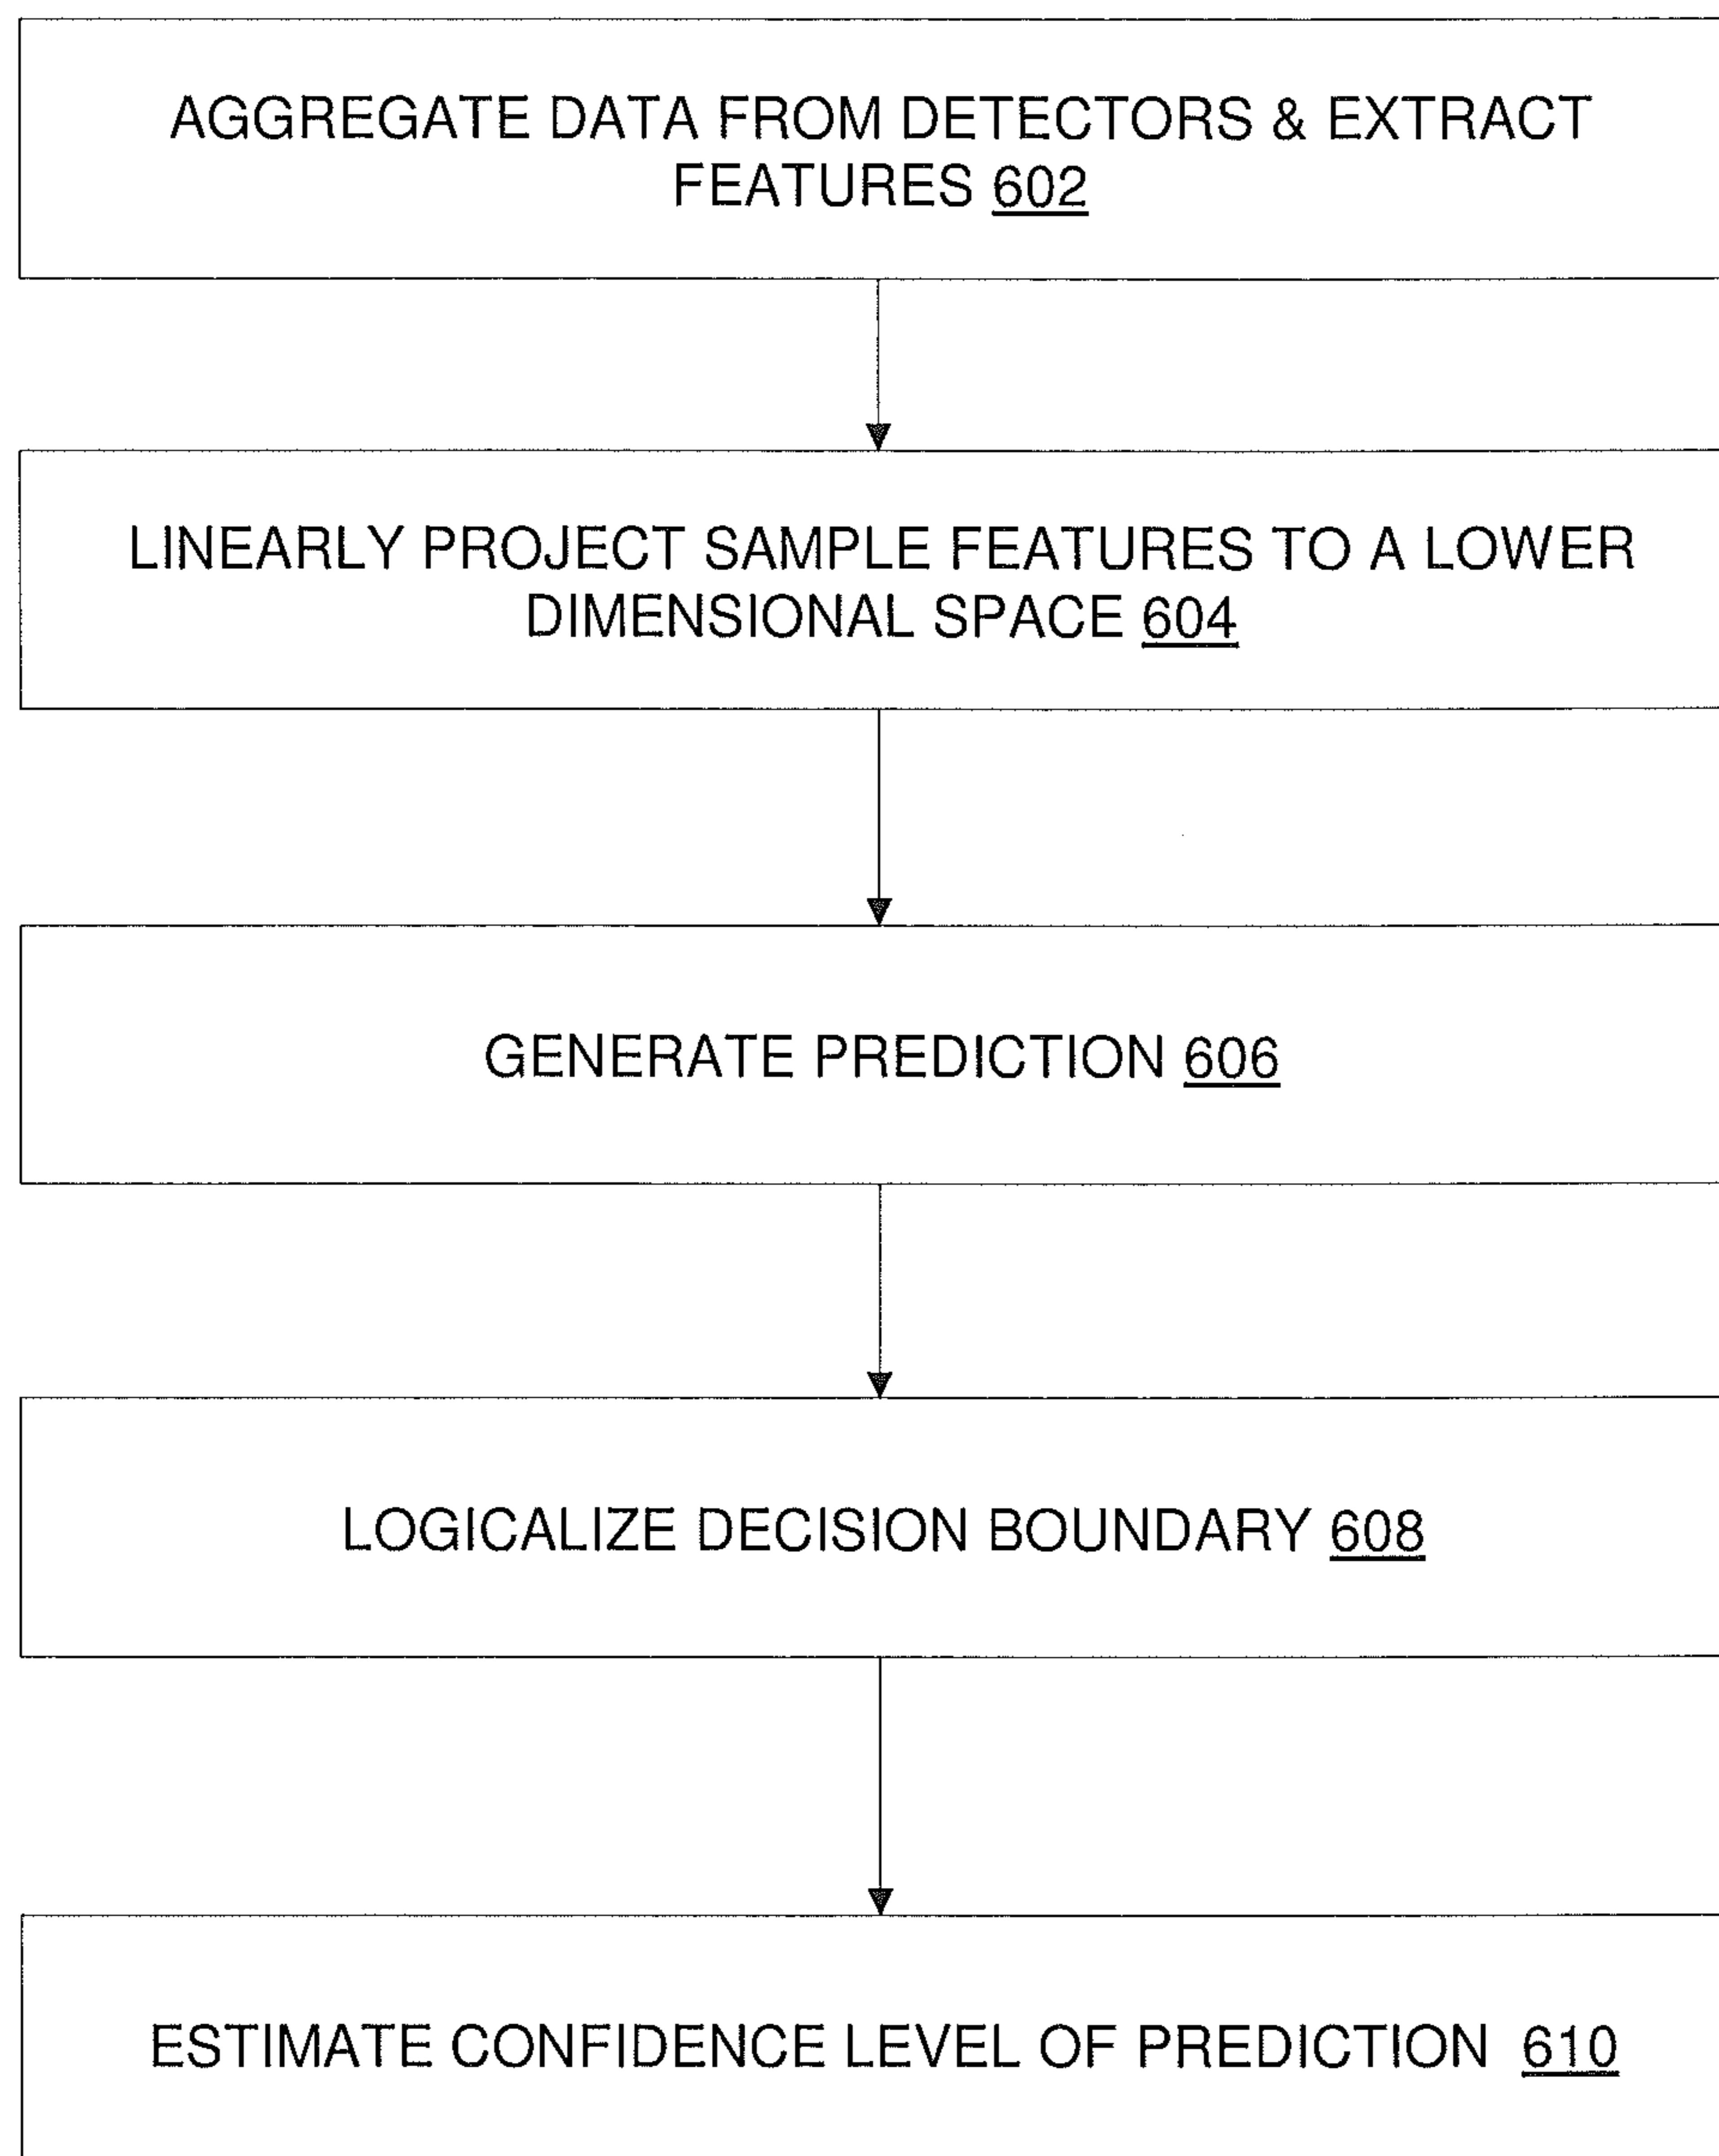 AGGREGATE DATA FROM DETECTORS & EXTRACT
FEATURES 602
LINEARLY PROJECT SAMPLE FEATURES TO A LOWER
DIMENSIONAL SPACE 604
GENERATE PREDICTION 606
LOGICALIZE DECISION BOUNDARY 608
ESTIMATE CONFIDENCE LEVEL OF PREDICTION 610